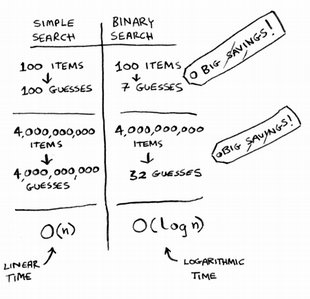 SIMPLE
SEARCH
BINARY
SEARCH
100 ITEMS
100 GUESSES
100 ITEMS
7 GUESSES
BIG SAVINGS!
4,000,000,000
ITEMS
4,000,000,000
GUESSES
4,000,000,000
ITEMS
32 GUESSES
BIG SAVINGS!
O(n)
O(log n)
LINEAR
TIME
LOGARITHMIC
TIME